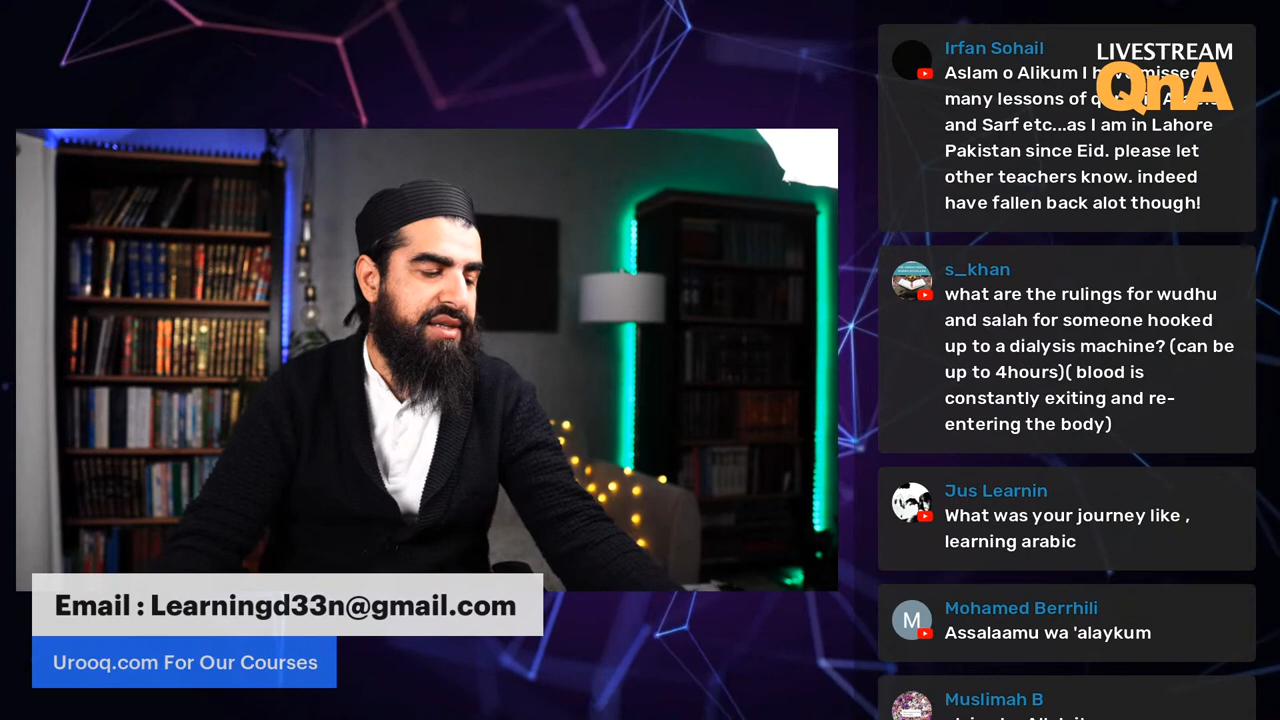 Irfan Sohail
LIVESTREAM
QnA
Aslam o Alikum I have missed
many lessons of
and Sarf etc...as I am in Lahore
Pakistan since Eid. please let
other teachers know. indeed
have fallen back alot though!
s_khan
what are the rulings for wudhu
and salah for someone hooked
up to a dialysis machine? (can be
up to 4hours)( blood is
constantly exiting and re-
entering the body)
Jus Learnin
What was your journey like ,
learning arabic
M
Mohamed Berrhili
Assalaamu wa 'alaykum
Muslimah B
Email : Learningd33n@gmail.com
Urooq.com For Our Courses